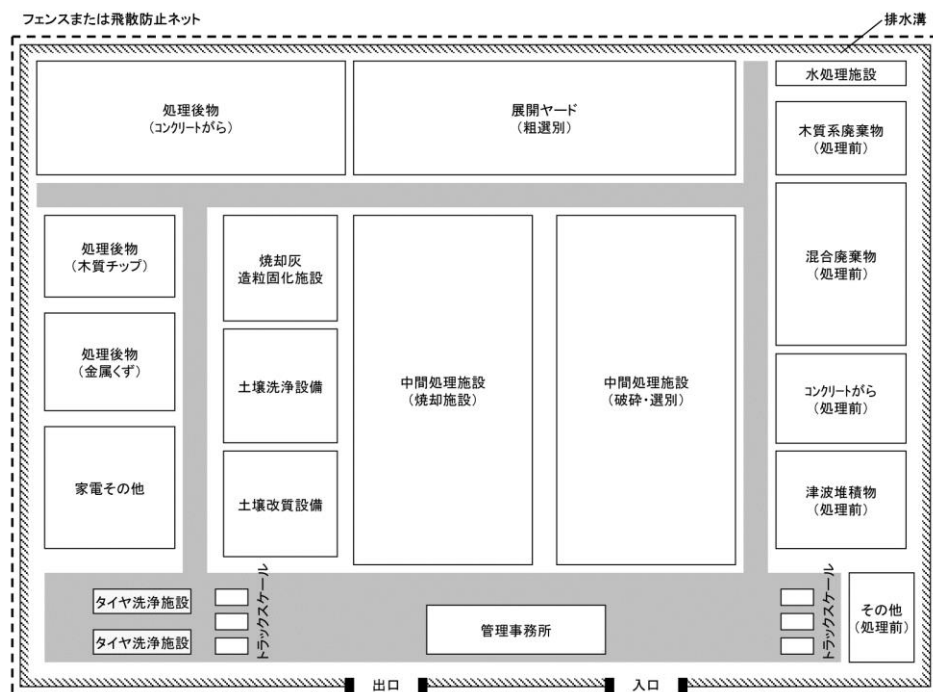 フェンスまたは飛散防止ネット
排水溝
処理後物
(コンクリートがら)
展開ヤード
(粗選別)
水処理施設
木質系廃棄物
(処理前)
混合廃棄物
(処理前)
コンクリートがら
(処理前)
津波堆積物
(処理前)
処理後物
(木質チップ)
処理後物
(金属くず)
家電その他
焼却灰
造粒固化施設
土壌洗浄設備
土壌改質設備
中間処理施設
(焼却施設)
中間処理施設
(破砕・選別)
タイヤ洗浄施設
タイヤ洗浄施設
トラックスケール
管理事務所
トラックスケール
その他
(処理前)
出口
入口